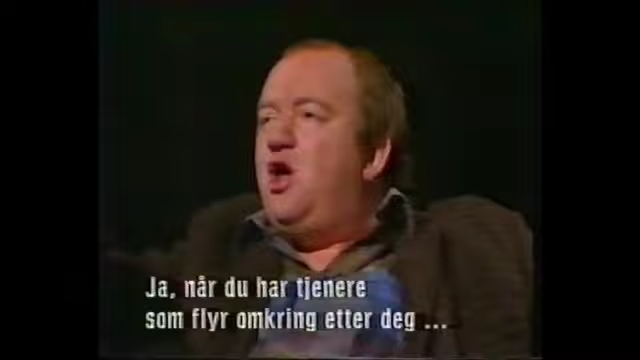 Ja, når du har tjenere
som flyr omkring etter deg ...